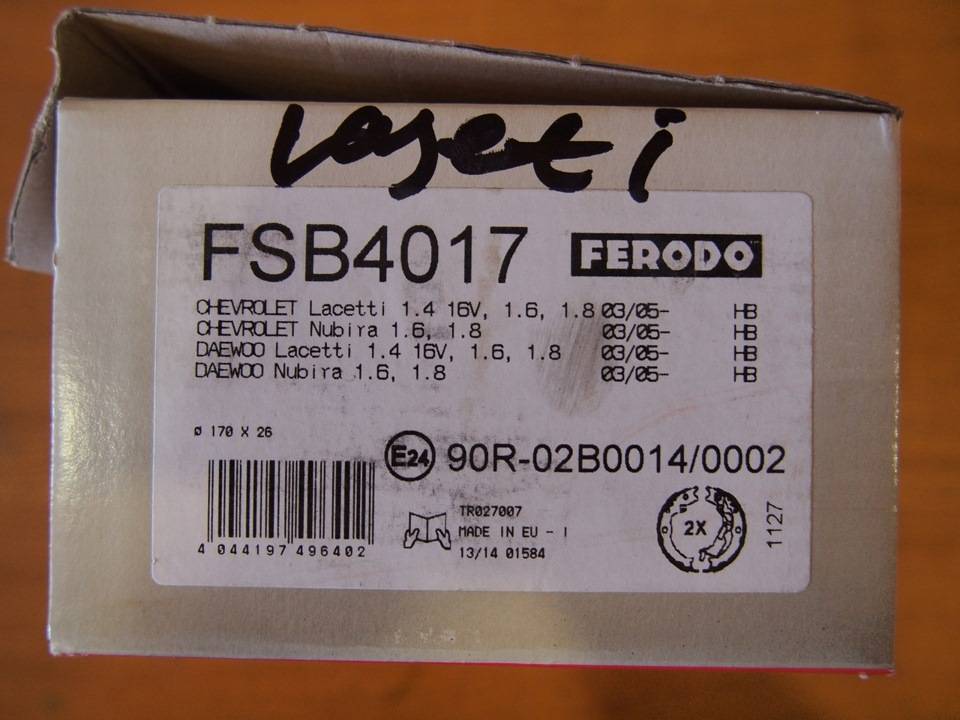 Laseti
FSB4017 FERODO
CHEVROLET Lacetti 1.4 16V, 1.6, 1.8 03/05- HB
CHEVROLET Nubira 1.6, 1.8 03/05- HB
DAEWOO Lacetti 1.4 16V, 1.6, 1.8 03/05- HB
DAEWOO Nubira 1.6, 1.8 03/05- HB
ø 170 X 26
E24 90R-02B0014/0002
TR027007
MADE IN EU - I
13/14 01584
2X
1127
4 044197 496402